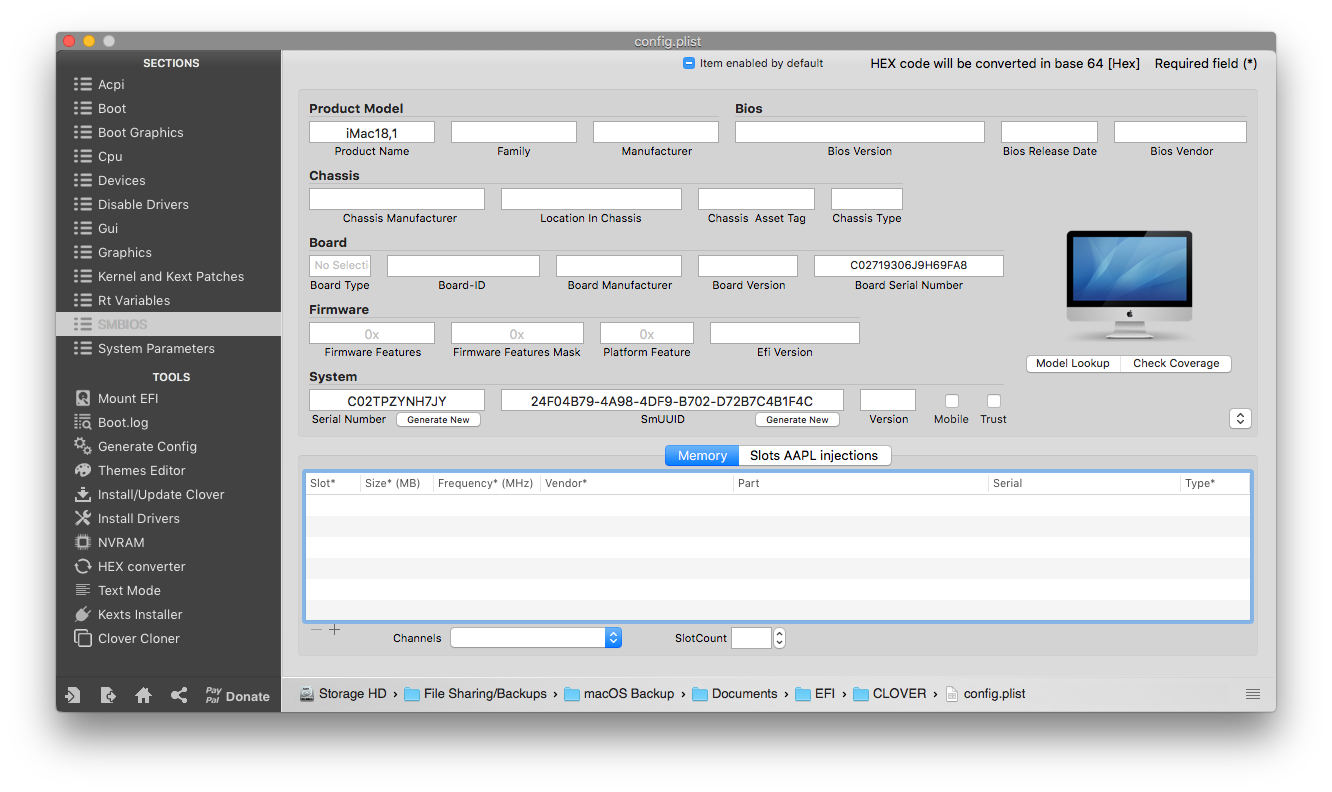 config.plist
SECTIONS
Acpi
Boot
Boot Graphics
Cpu
Devices
Disable Drivers
Gui
Graphics
Kernel and Kext Patches
Rt Variables
SMBIOS
System Parameters
TOOLS
Mount EFI
Boot.log
Generate Config
Themes Editor
Install/Update Clover
Install Drivers
NVRAM
HEX converter
Text Mode
Kexts Installer
Clover Cloner
Pay
Pal Donate
Item enabled by default HEX code will be converted in base 64 [Hex] Required field (*)
Product Model Bios
iMac18,1
Product Name Family Manufacturer Bios Version Bios Release Date Bios Vendor
Chassis
Chassis Manufacturer Location In Chassis Chassis Asset Tag Chassis Type
Board
No Selecti C02719306J9H69FA8
Board Type Board-ID Board Manufacturer Board Version Board Serial Number
Firmware
0x 0x 0x
Firmware Features Firmware Features Mask Platform Feature Efi Version
Model Lookup Check Coverage
System
C02TPZYNH7JY 24F04B79-4A98-4DF9-B702-D72B7C4B1F4C
Serial Number Generate New SmUUID Generate New Version Mobile Trust
Memory Slots AAPL injections
Slot* Size* (MB) Frequency* (MHz) Vendor* Part Serial Type*
Channels SlotCount
Storage HD › File Sharing/Backups › macOS Backup › Documents › EFI › CLOVER › config.plist